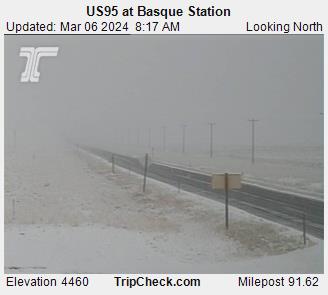 US95 at Basque Station
Updated: Mar 06 2024 8:17 AM Looking North
Elevation 4460 TripCheck.com Milepost 91.62